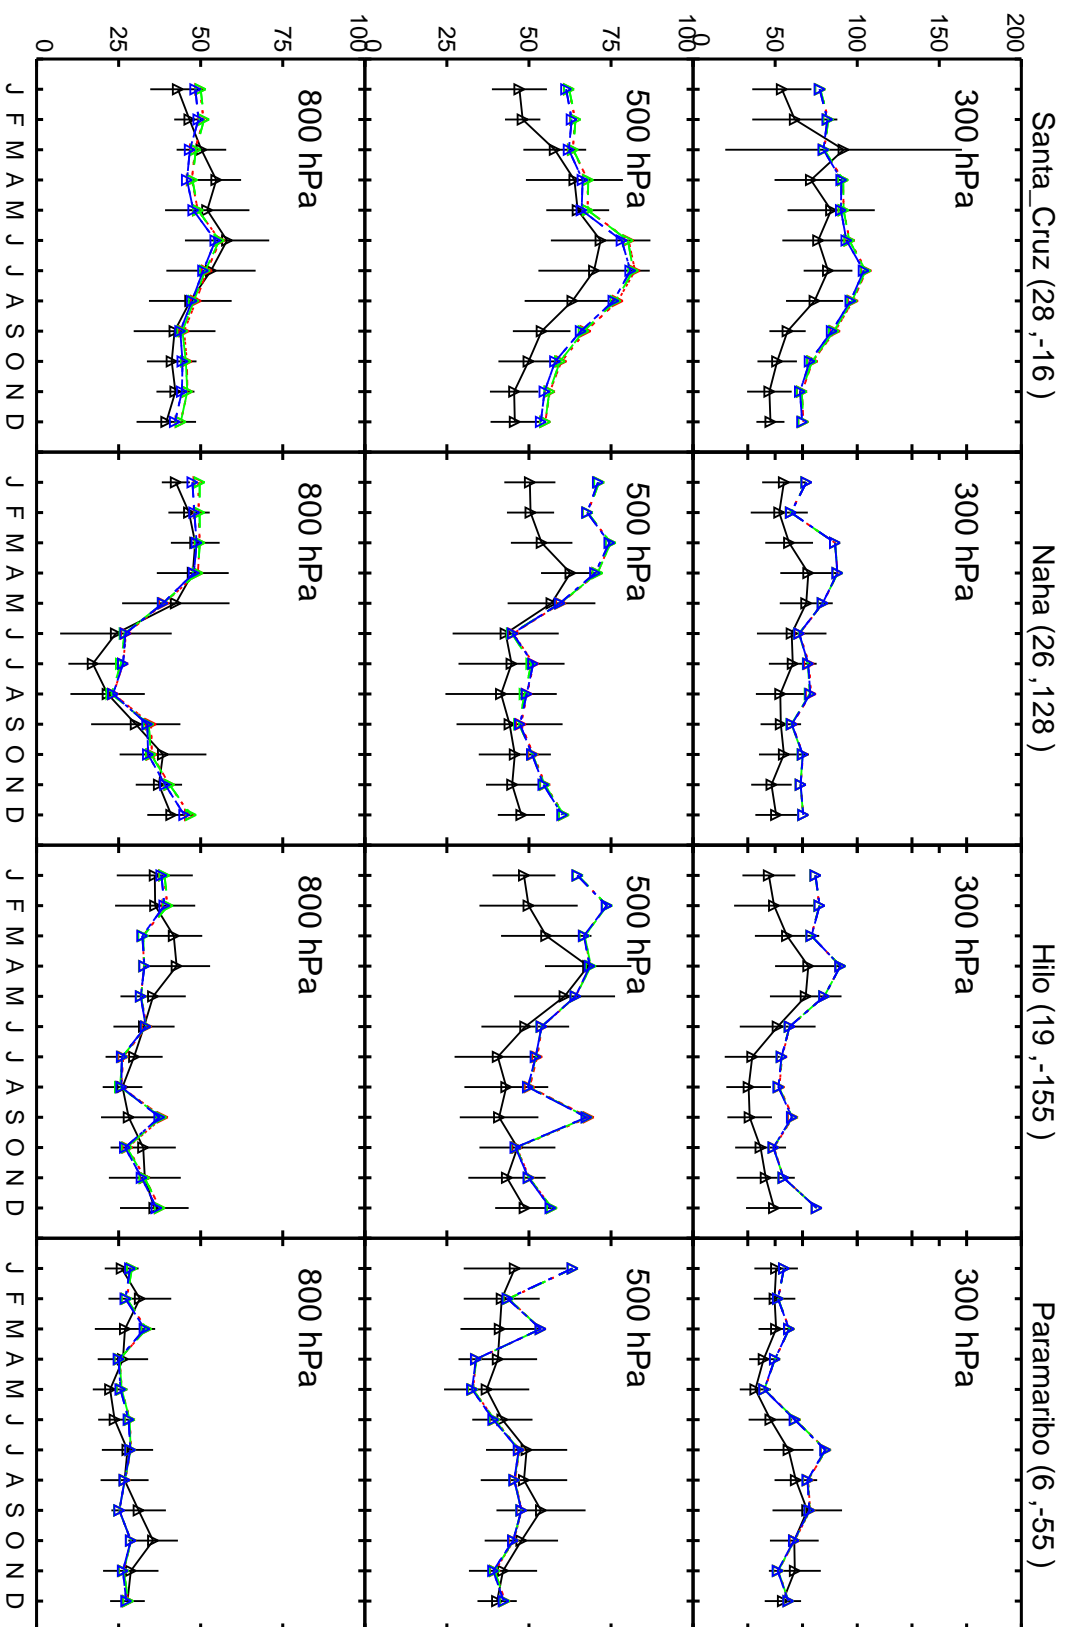 Santa_Cruz (28 ,-16 )
Naha (26 ,128 )
Hilo (19 ,-155 )
Paramaribo (6 ,-55 )
200
150
100
50
0
300 hPa
300 hPa
300 hPa
300 hPa
100
75
50
25
0
500 hPa
500 hPa
500 hPa
500 hPa
100
75
50
25
0
800 hPa
800 hPa
800 hPa
800 hPa
J F M A M J J A S O N D
J F M A M J J A S O N D
J F M A M J J A S O N D
J F M A M J J A S O N D